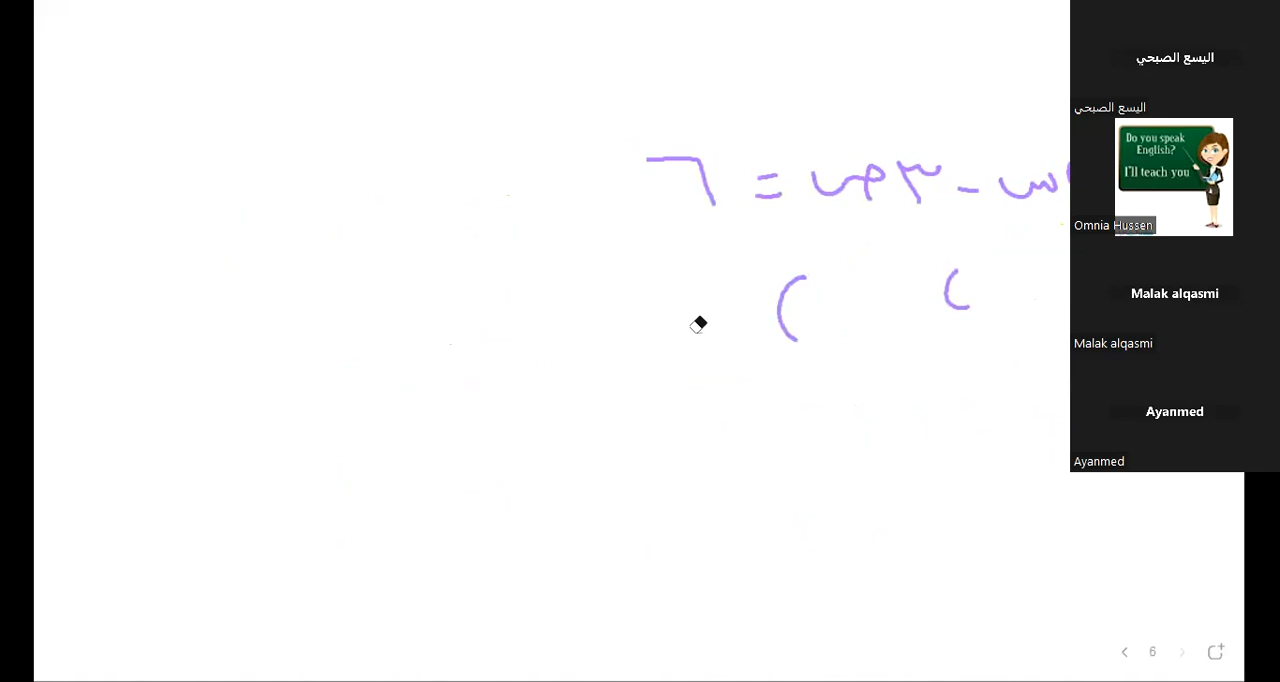 اليسع الصبحي
اليسع الصبحي
Do you speak
English?
I'll teach you
Omnia Hussen
Malak alqasmi
Malak alqasmi
Ayanmed
Ayanmed
س - ٣ص = ٦
( (
6